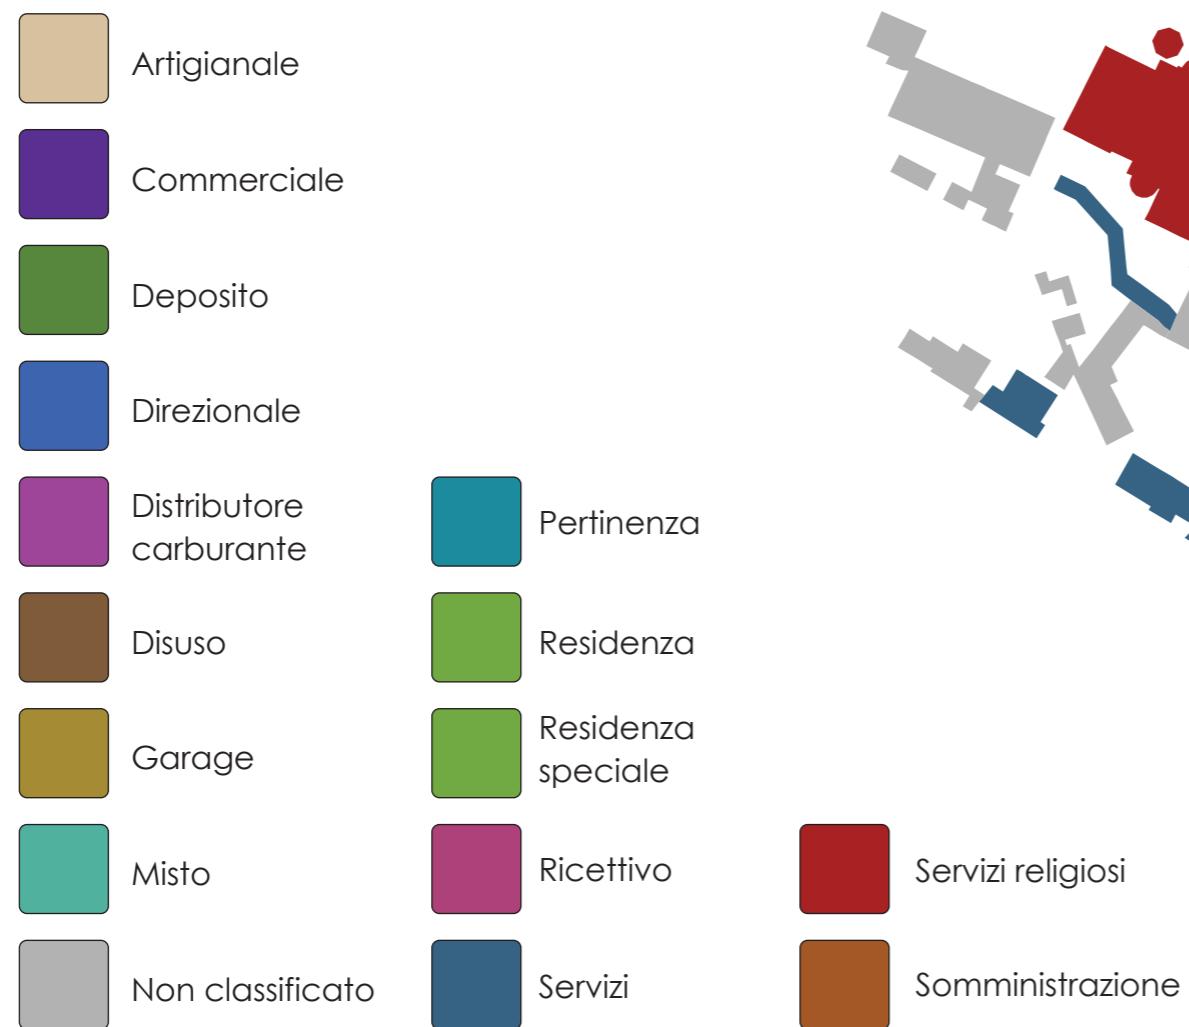 Artigianale
Commerciale
Deposito
Direzionale
Distributore
carburante
Disuso
Garage
Misto
Non classificato
Pertinenza
Residenza
Residenza
speciale
Ricettivo
Servizi
Servizi religiosi
Somministrazione